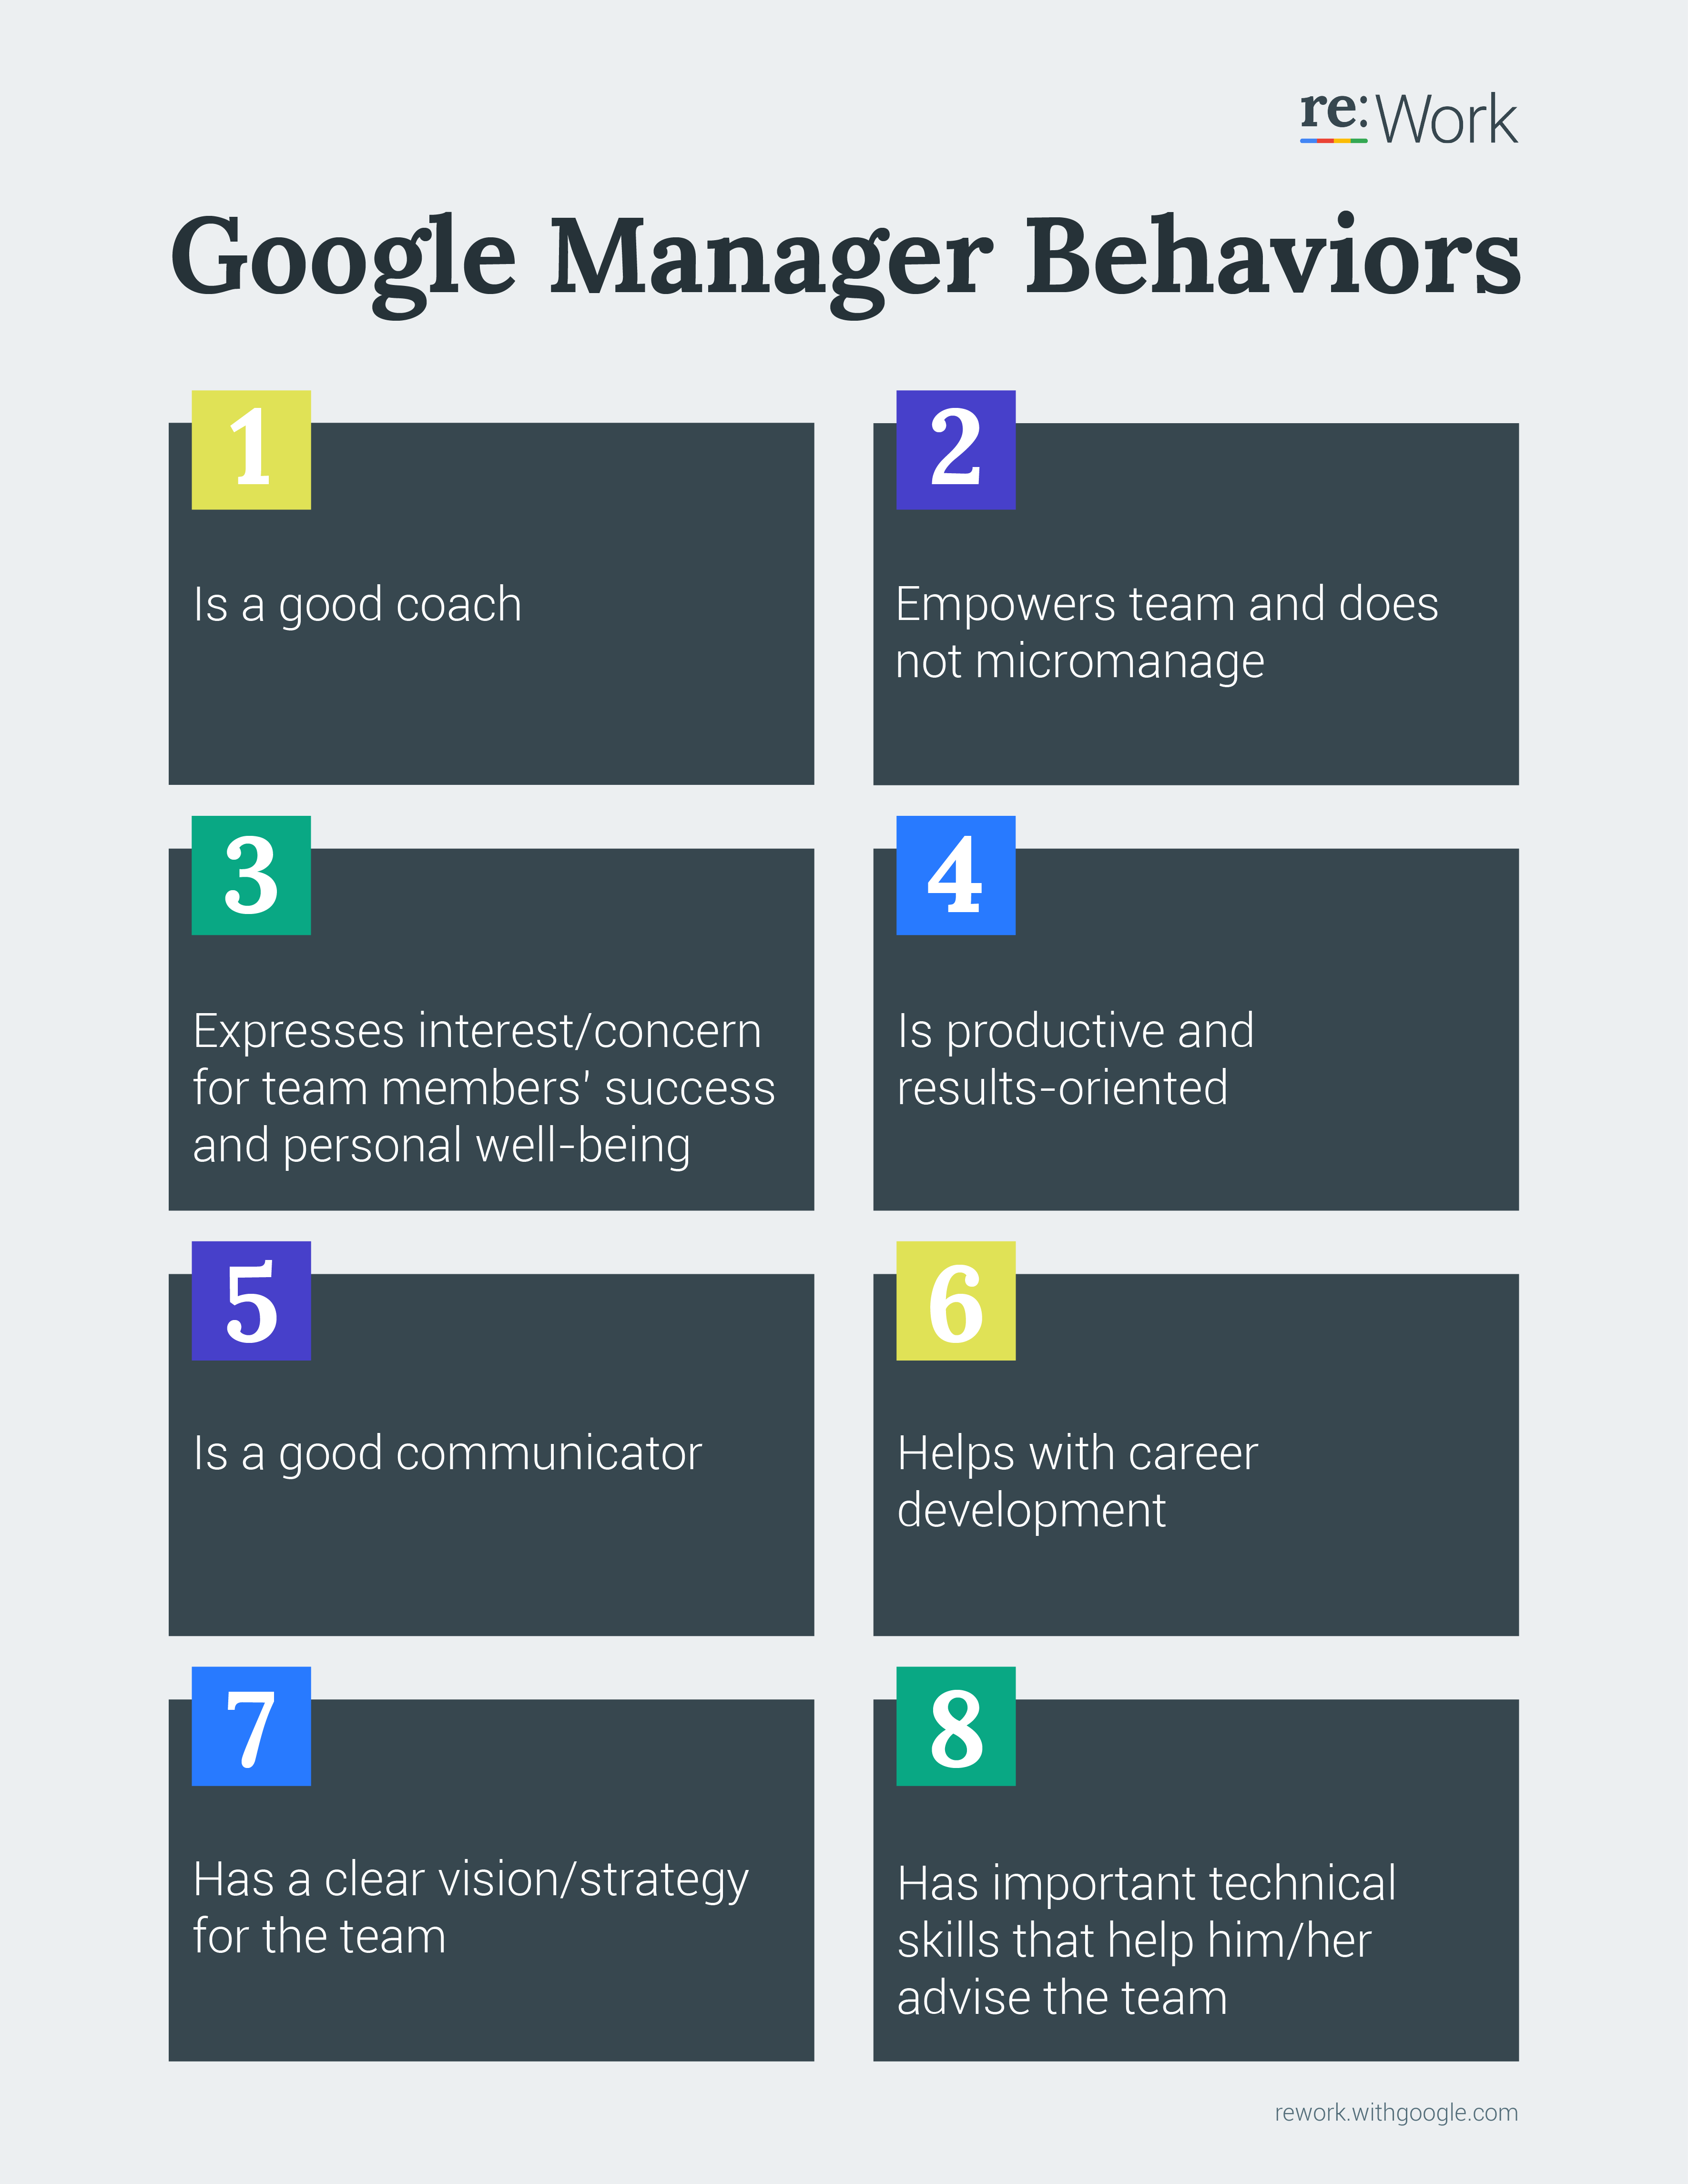 re:Work
Google Manager Behaviors
1
Is a good coach
2
Empowers team and does
not micromanage
3
Expresses interest/concern
for team members' success
and personal well-being
4
Is productive and
results-oriented
5
Is a good communicator
6
Helps with career
development
7
Has a clear vision/strategy
for the team
8
Has important technical
skills that help him/her
advise the team
rework.withgoogle.com